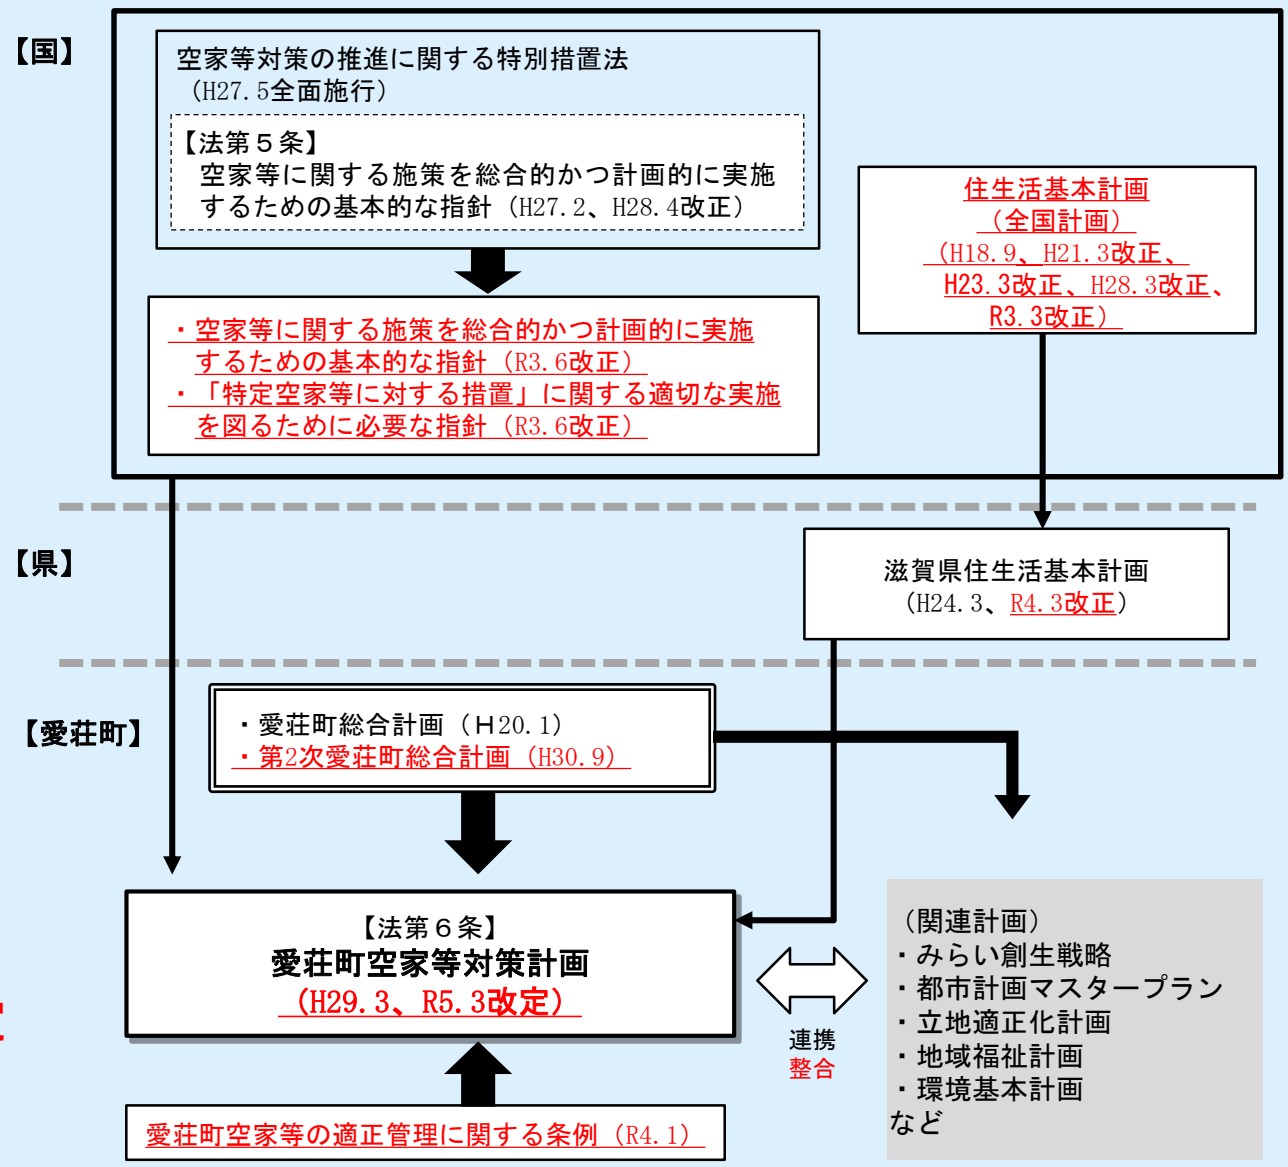 【国】
空家等対策の推進に関する特別措置法
（H27.5全面施行）
【法第５条】
空家等に関する施策を総合的かつ計画的に実施
するための基本的な指針（H27.2、H28.4改正）
・空家等に関する施策を総合的かつ計画的に実施
するための基本的な指針（R3.6改正）
・「特定空家等に対する措置」に関する適切な実施
を図るために必要な指針（R3.6改正）
住生活基本計画
（全国計画）
（H18.9、H21.3改正、
H23.3改正、H28.3改正、
R3.3改正）
【県】
滋賀県住生活基本計画
（H24.3、R4.3改正）
【愛荘町】
・愛荘町総合計画（Ｈ20.1）
・第2次愛荘町総合計画（H30.9）
【法第６条】
愛荘町空家等対策計画
（H29.3、R5.3改定）
連携
整合
（関連計画）
・みらい創生戦略
・都市計画マスタープラン
・立地適正化計画
・地域福祉計画
・環境基本計画
など
愛荘町空家等の適正管理に関する条例（R4.1）